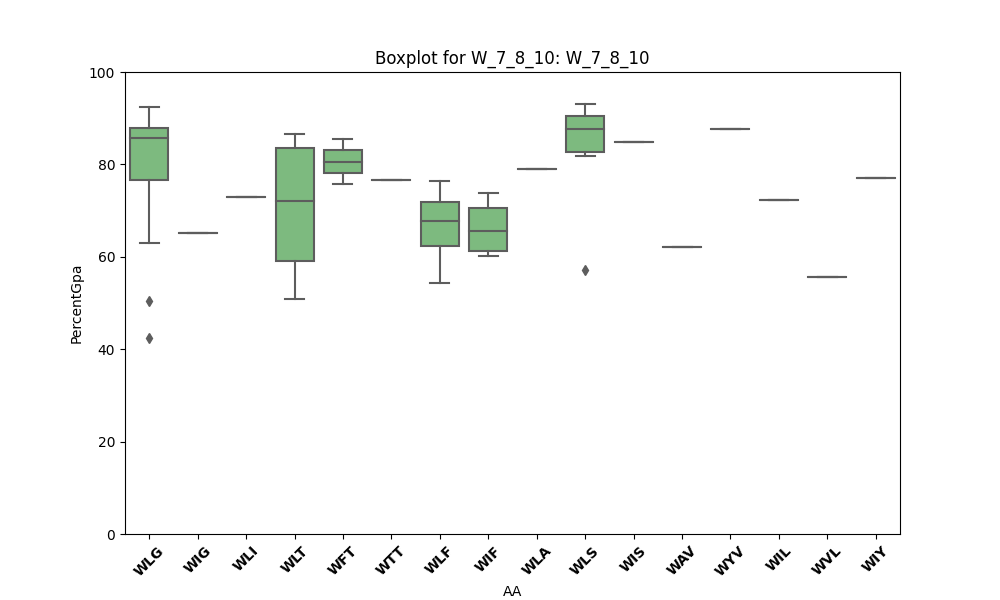 Boxplot for W_7_8_10: W_7_8_10
100
80
60
40
20
0
PercentGpa
WLG WIG WLI WLT WFT WTT WLF WIF WLA WLS WIS WAV WYV WIL WVL WIY
AA